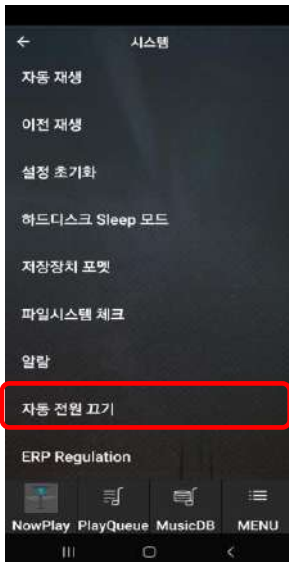 시스템
자동 재생
이전 재생
설정 초기화
하드디스크 Sleep 모드
저장장치 포멧
파일시스템 체크
알람
자동 전원 끄기
ERP Regulation
NowPlay PlayQueue MusicDB MENU